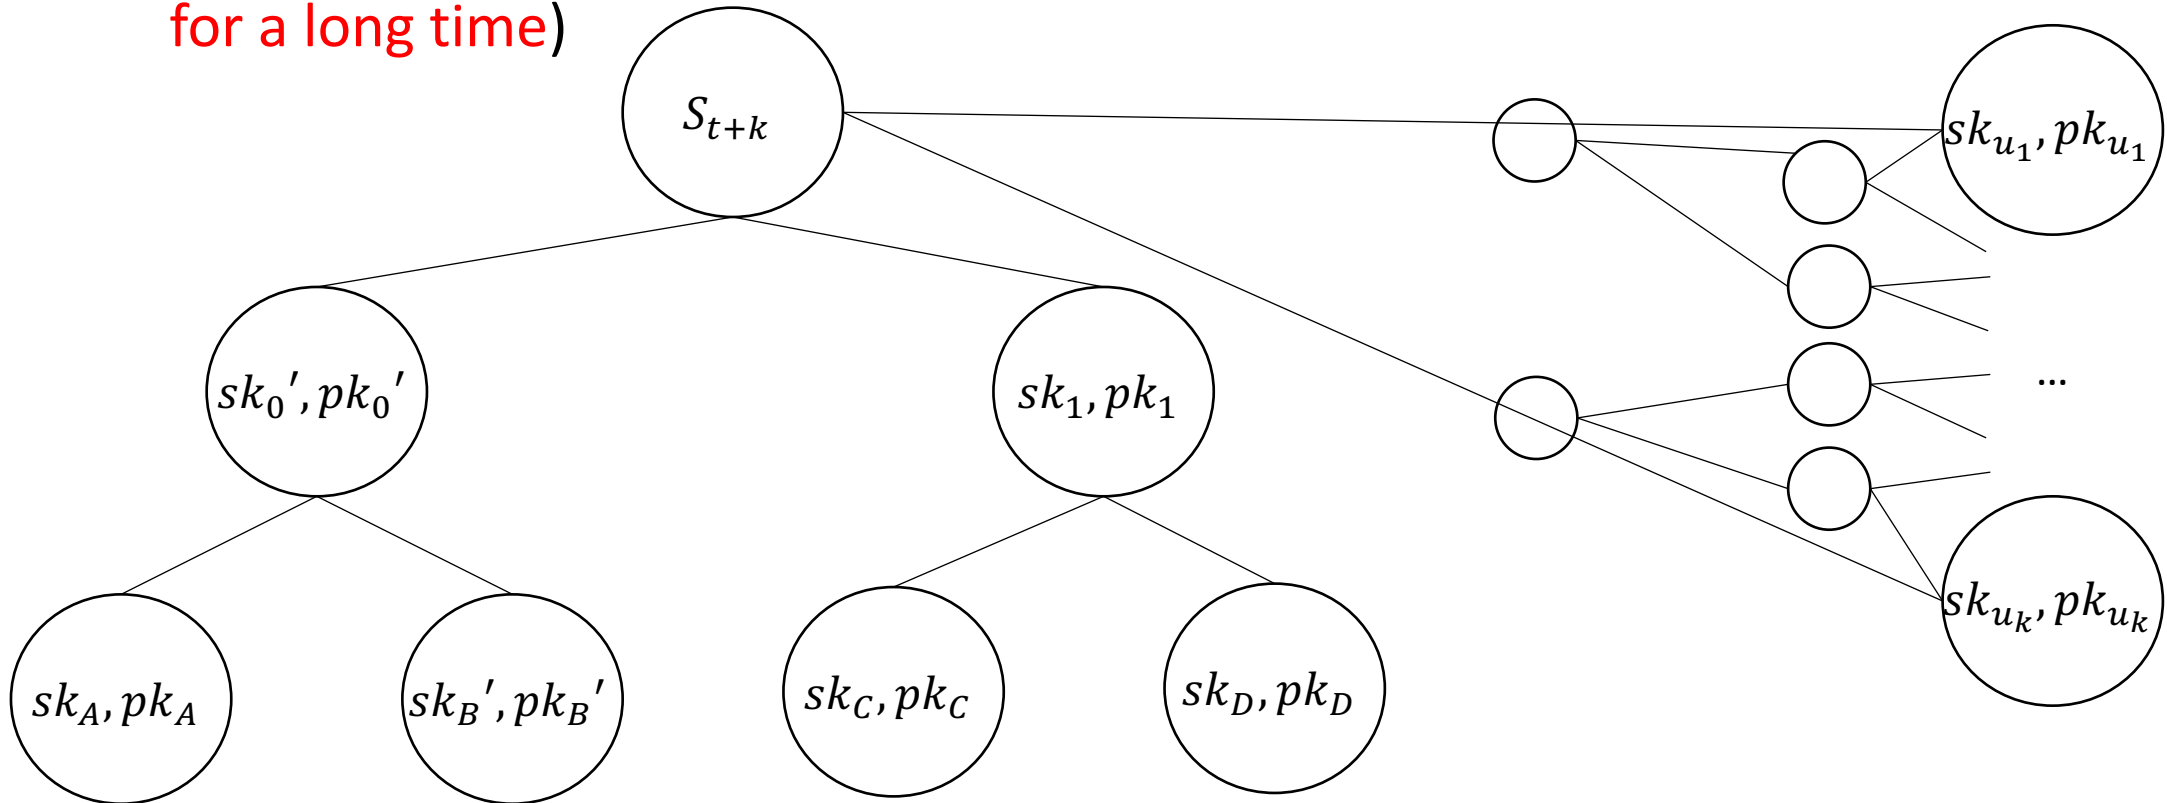 for a long time)
S_{t+k}
sk_{u_1}, pk_{u_1}
sk_0', pk_0'
sk_1, pk_1
...
sk_{u_k}, pk_{u_k}
sk_A, pk_A
sk_B', pk_B'
sk_C, pk_C
sk_D, pk_D